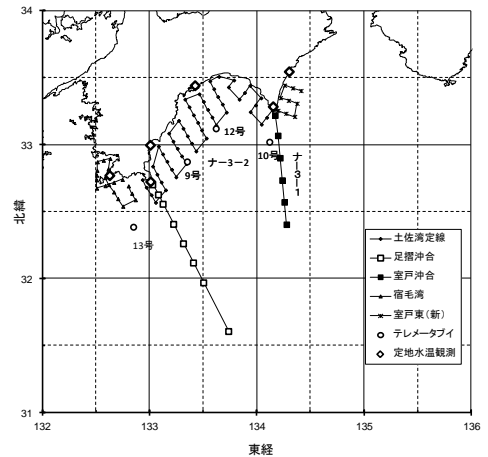 34
33
32
31
北緯
132
133
134
135
136
東経
12号
10号
ナー3－2
9号
13号
ナー3－1
土佐湾定線
足摺沖合
室戸沖合
宿毛湾
室戸東(新)
テレメータブイ
定地水温観測